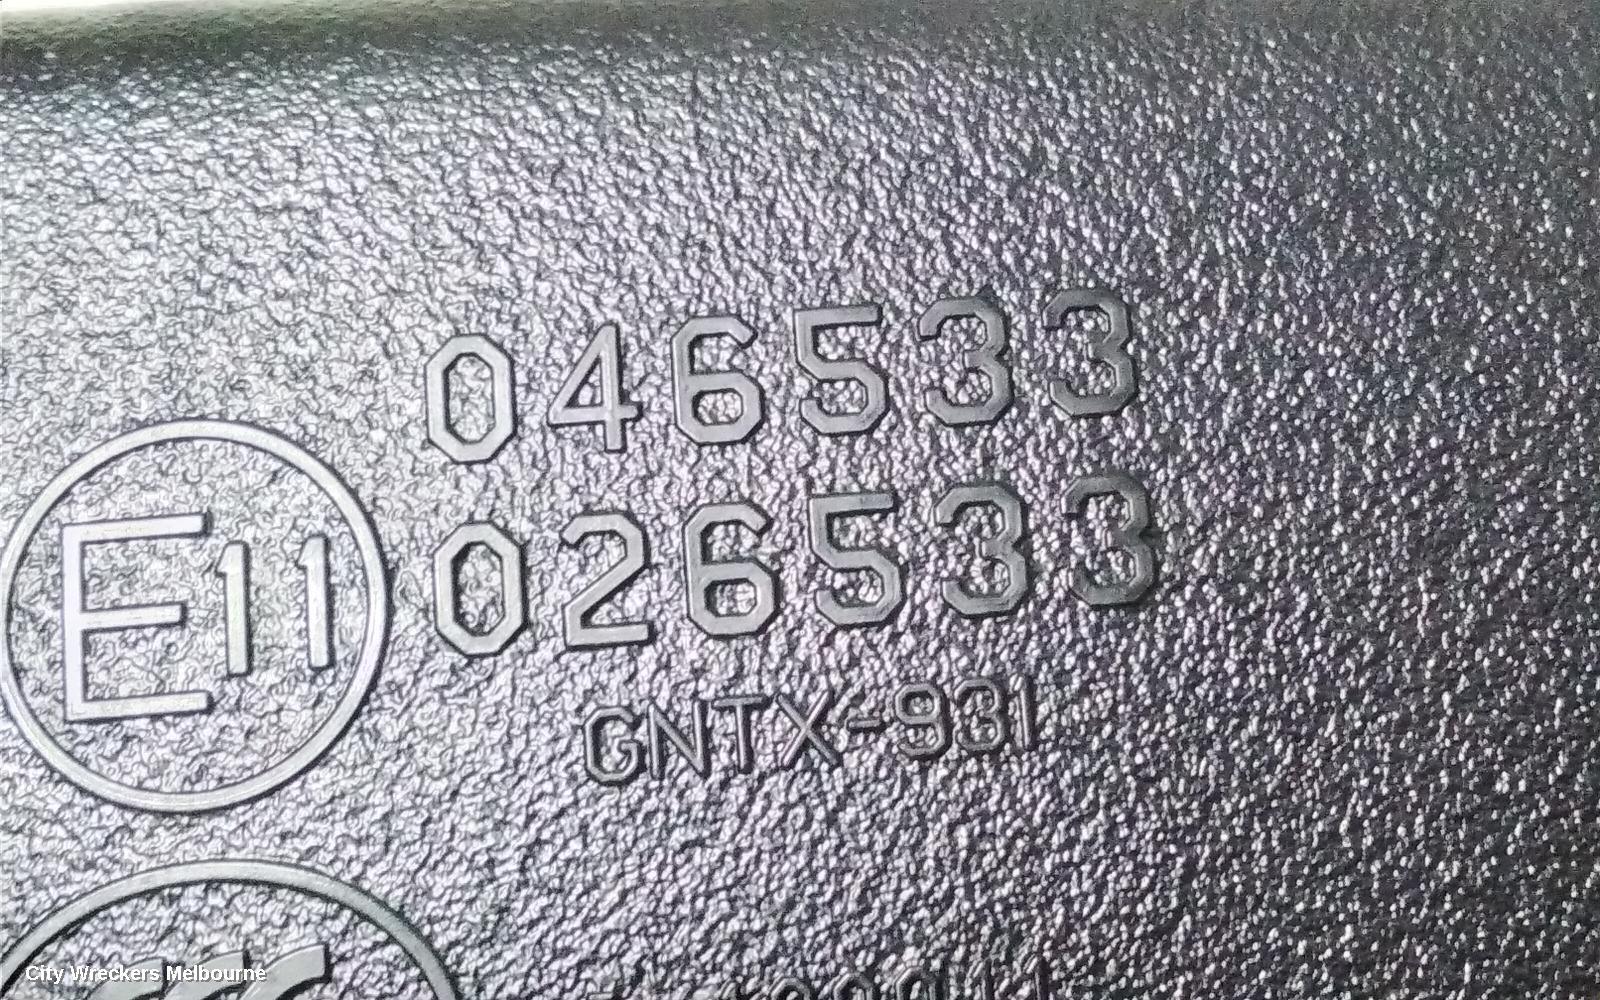 046533
E11
026533
GNTX-931
City Wreckers Melbourne